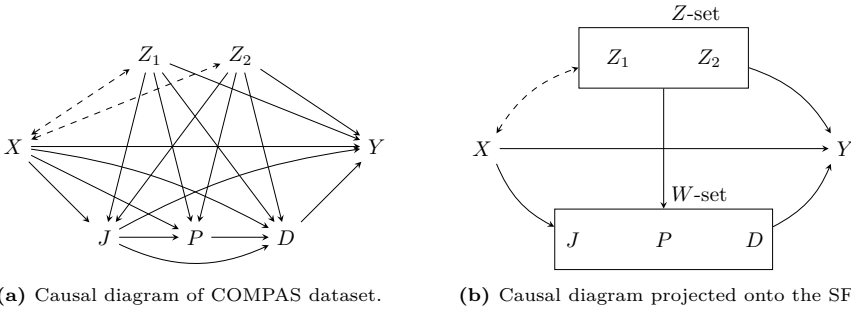 Z-set
Z₁ Z₂
Z₁ Z₂
X Y
X Y
W-set
J P D
J P D
a) Causal diagram of COMPAS dataset.
(b) Causal diagram projected onto the SF